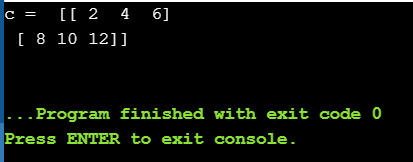 c =  [[ 2  4  6]
 [ 8 10 12]]
...Program finished with exit code 0
Press ENTER to exit console.